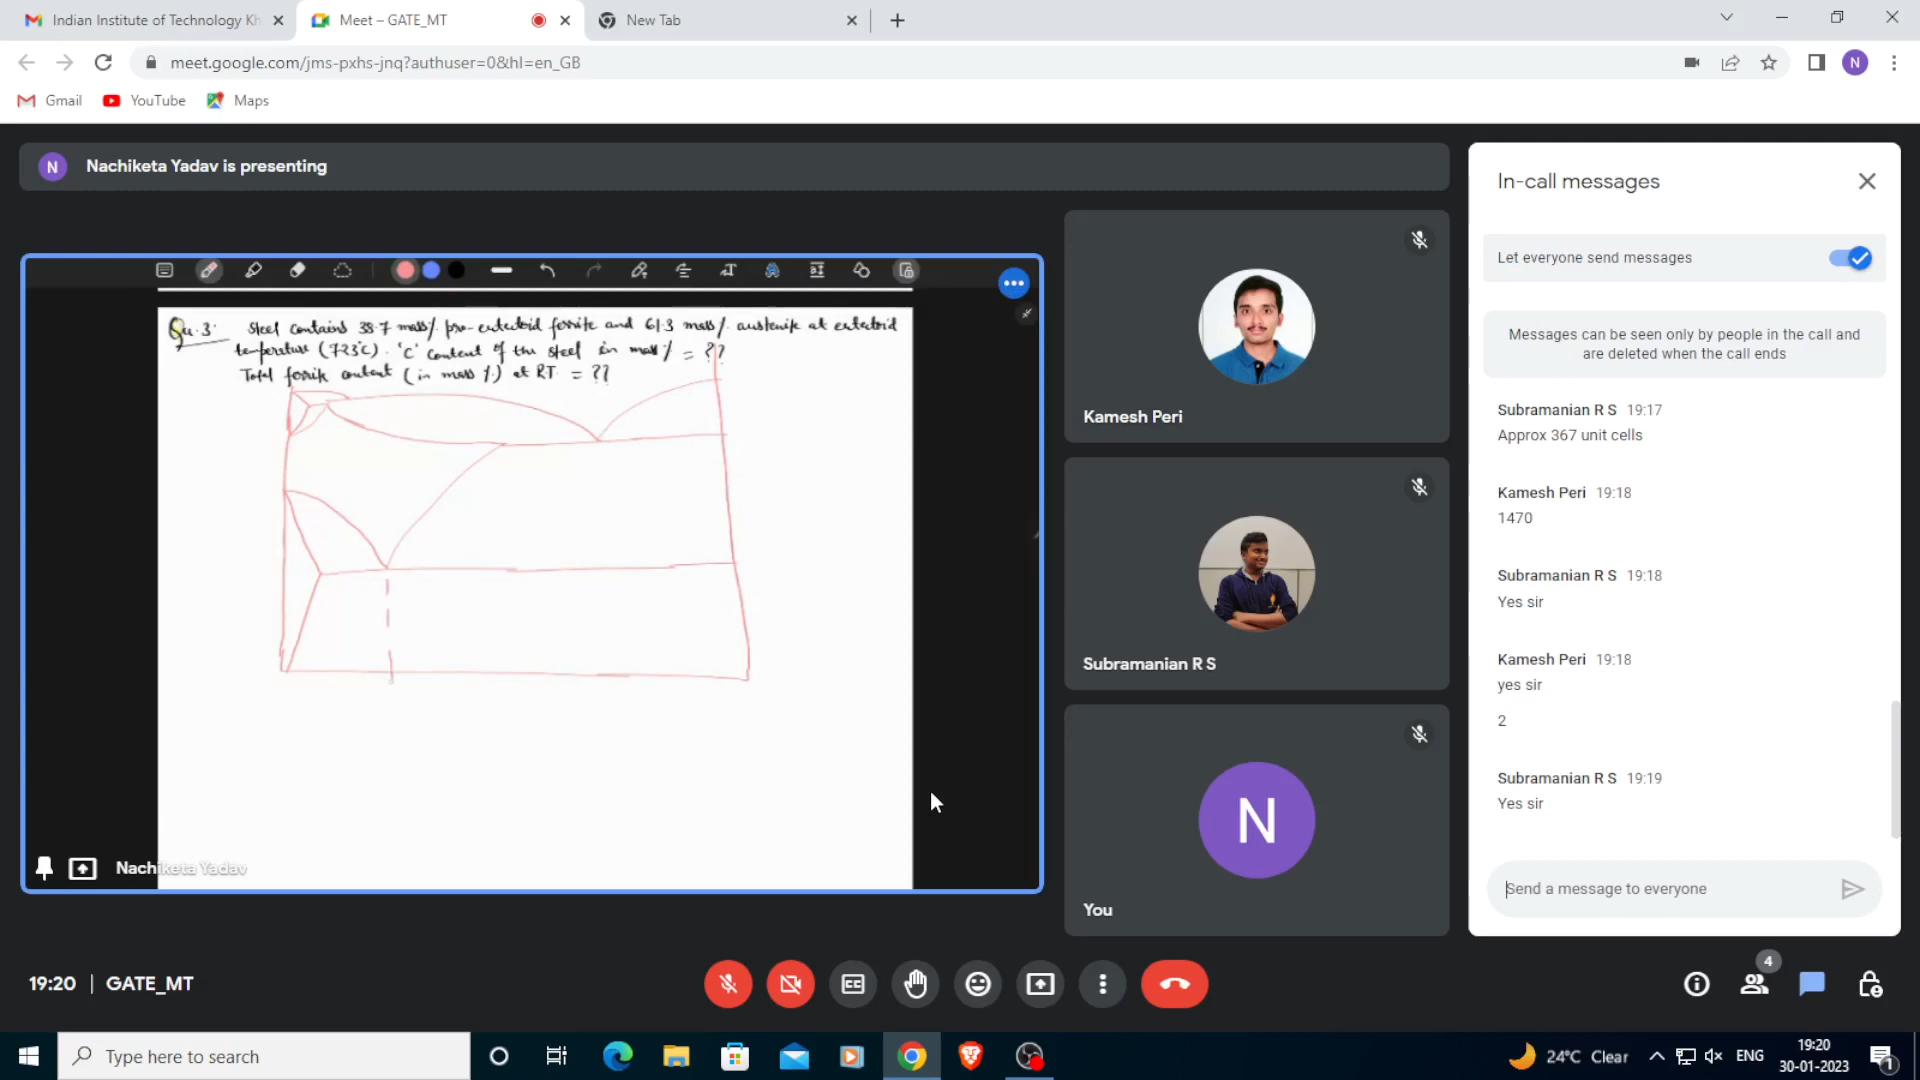 Indian Institute of Technology Kh
Meet – GATE_MT
New Tab
meet.google.com/jms-pxhs-jnq?authuser=0&hl=en_GB
N
Gmail
YouTube
Maps
N
Nachiketa Yadav is presenting
Qu.3: Steel contains 38.7 mass% pro-eutectoid ferrite and 61.3 mass% austenite at eutectoid
temperature (723°C). 'C' content of the steel in mass% = ??
Total ferrite content (in mass %) at RT. = ??
Nachiketa Yadav
Kamesh Peri
Subramanian R S
N
You
In-call messages
Let everyone send messages
Messages can be seen only by people in the call and
are deleted when the call ends
Subramanian R S 19:17
Approx 367 unit cells
Kamesh Peri 19:18
1470
Subramanian R S 19:18
Yes sir
Kamesh Peri 19:18
yes sir
2
Subramanian R S 19:19
Yes sir
Send a message to everyone
19:20 | GATE_MT
4
Type here to search
24°C Clear
ENG
19:20
30-01-2023
1